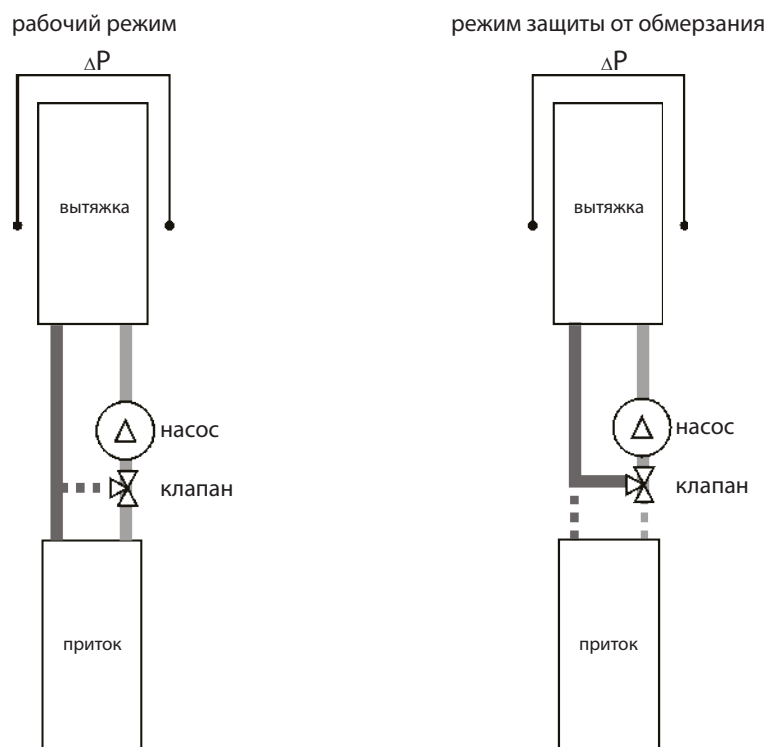 рабочий режим
режим защиты от обмерзания
ΔP
ΔP
вытяжка
вытяжка
насос
насос
клапан
клапан
приток
приток